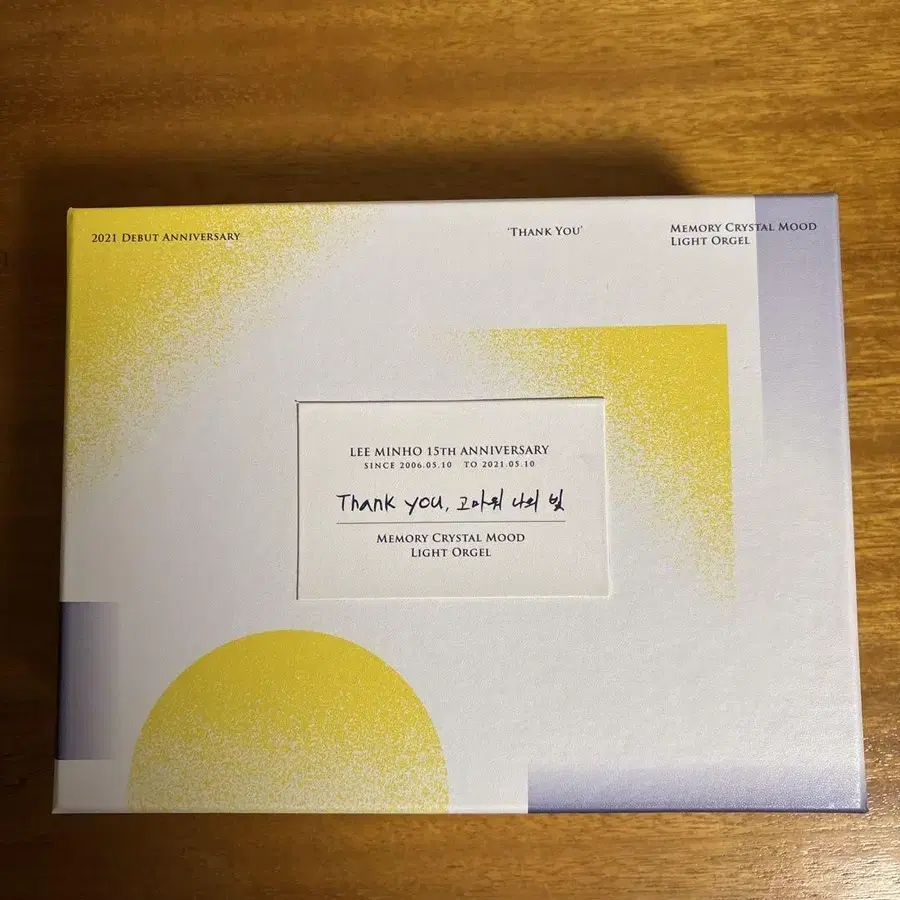 2021 DEBUT ANNIVERSARY
'THANK YOU'
MEMORY CRYSTAL MOOD
LIGHT ORGEL
LEE MINHO 15TH ANNIVERSARY
SINCE 2006.05.10 TO 2021.05.10
Thank you, 고마워 나의 빛
MEMORY CRYSTAL MOOD
LIGHT ORGEL